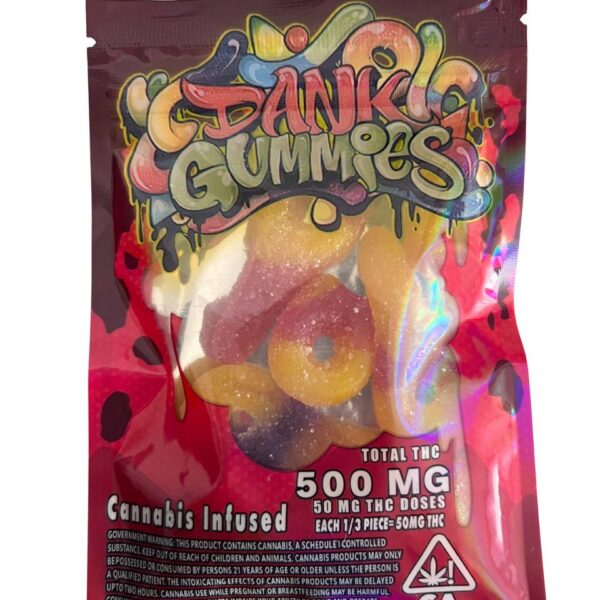 DANK
GUMMIES
TOTAL THC
500 MG
50 MG THC DOSES
EACH 1/3 PIECE=50MG THC
Cannabis Infused
GOVERNMENT WARNING: THIS PRODUCT CONTAINS CANNABIS, A SCHEDULE I CONTROLLED
SUBSTANCE. KEEP OUT OF REACH OF CHILDREN AND ANIMALS. CANNABIS PRODUCTS MAY ONLY
BE POSSESSED OR CONSUMED BY PERSONS 21 YEARS OF AGE OR OLDER UNLESS THE PERSON IS
A QUALIFIED PATIENT. THE INTOXICATING EFFECTS OF CANNABIS PRODUCTS MAY BE DELAYED
UP TO TWO HOURS. CANNABIS USE WHILE PREGNANT OR BREASTFEEDING MAY BE HARMFUL.
!
CA